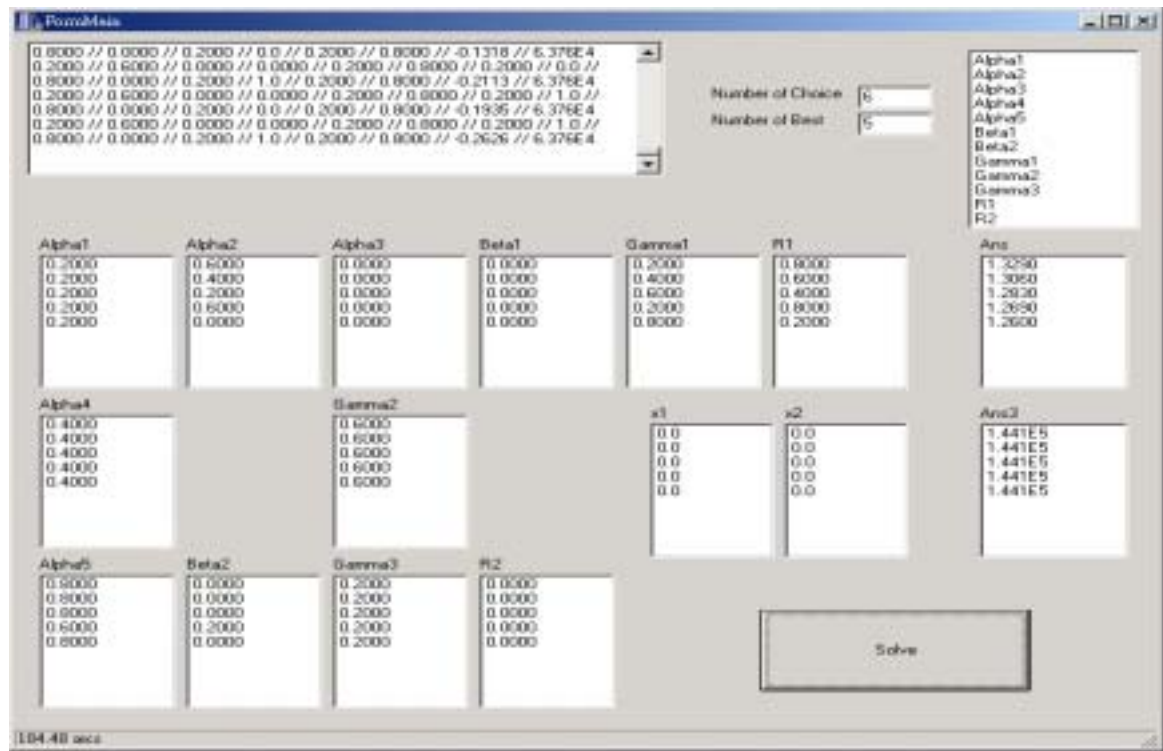 FormMain
0.8000 // 0.0000 // 0.2000 // 0.0 // 0.2000 // 0.8000 // -0.1318 // 6.376E4
0.2000 // 0.6000 // 0.0000 // 0.0000 // 0.2000 // 0.8000 // 0.2000 // 0.0 //
0.8000 // 0.0000 // 0.2000 // 1.0 // 0.2000 // 0.8000 // -0.2113 // 6.376E4
0.2000 // 0.6000 // 0.0000 // 0.0000 // 0.2000 // 0.8000 // 0.2000 // 1.0 //
0.8000 // 0.0000 // 0.2000 // 0.0 // 0.2000 // 0.8000 // -0.1935 // 6.376E4
0.2000 // 0.6000 // 0.0000 // 0.0000 // 0.2000 // 0.8000 // 0.2000 // 1.0 //
0.8000 // 0.0000 // 0.2000 // 1.0 // 0.2000 // 0.8000 // -0.2626 // 6.376E4
Number of Choice 6
Number of Best 5
Alpha1
Alpha2
Alpha3
Alpha4
Alpha5
Beta1
Beta2
Gamma1
Gamma2
Gamma3
R1
R2
Alpha1
0.2000
0.2000
0.2000
0.2000
0.2000
Alpha2
0.6000
0.4000
0.2000
0.6000
0.0000
Alpha3
0.0000
0.0000
0.0000
0.0000
0.0000
Beta1
0.0000
0.0000
0.0000
0.0000
0.0000
Gamma1
0.2000
0.4000
0.6000
0.2000
0.8000
R1
0.8000
0.6000
0.4000
0.8000
0.2000
Ans
1.3290
1.3060
1.2830
1.2690
1.2600
Alpha4
0.4000
0.4000
0.4000
0.4000
0.4000
Gamma2
0.6000
0.6000
0.6000
0.6000
0.6000
x1
0.0
0.0
0.0
0.0
0.0
x2
0.0
0.0
0.0
0.0
0.0
Ans3
1.441E5
1.441E5
1.441E5
1.441E5
1.441E5
Alpha5
0.8000
0.8000
0.8000
0.6000
0.8000
Beta2
0.0000
0.0000
0.0000
0.2000
0.0000
Gamma3
0.2000
0.2000
0.2000
0.2000
0.2000
R2
0.0000
0.0000
0.0000
0.0000
0.0000
Solve
184.48 secs